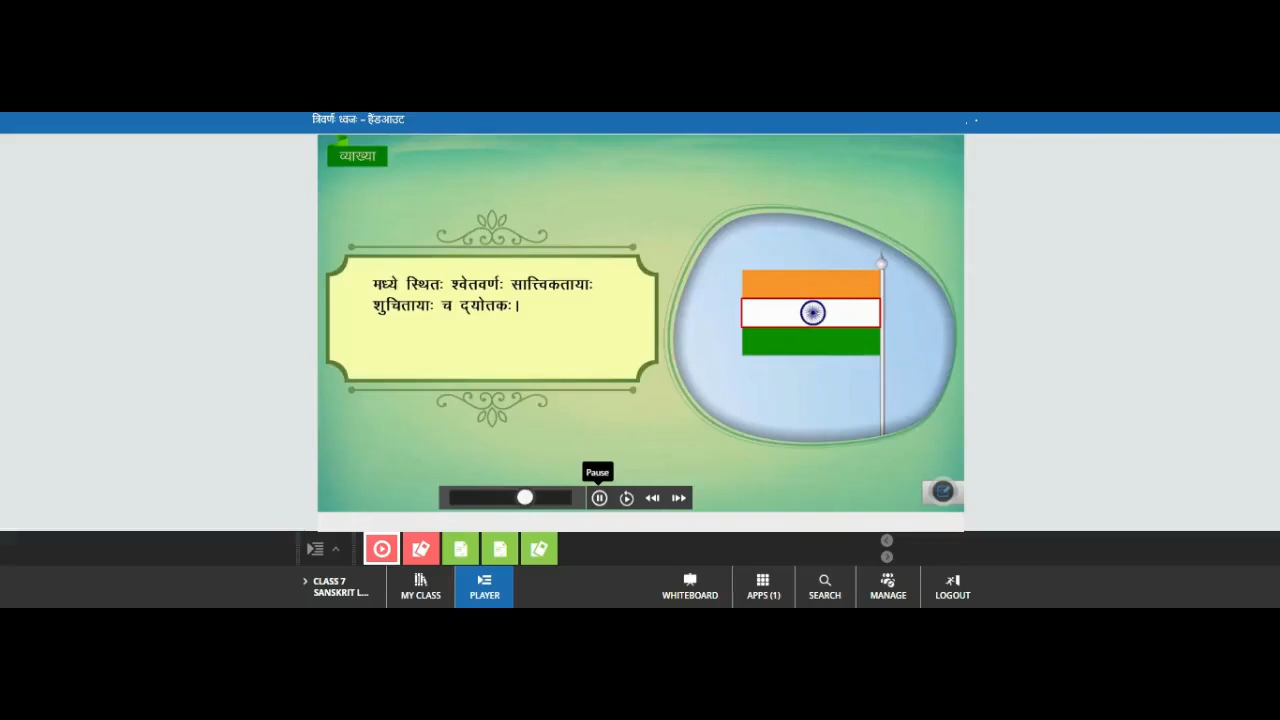 त्रिवर्णः ध्वजः – हैंडआउट
व्याख्या
मध्ये स्थितः श्वेतवर्णः सात्त्विकतायाः
शुचितायाः च द्योतकः।
Pause
CLASS 7
SANSKRIT L...
MY CLASS
PLAYER
WHITEBOARD
APPS (1)
SEARCH
MANAGE
LOGOUT